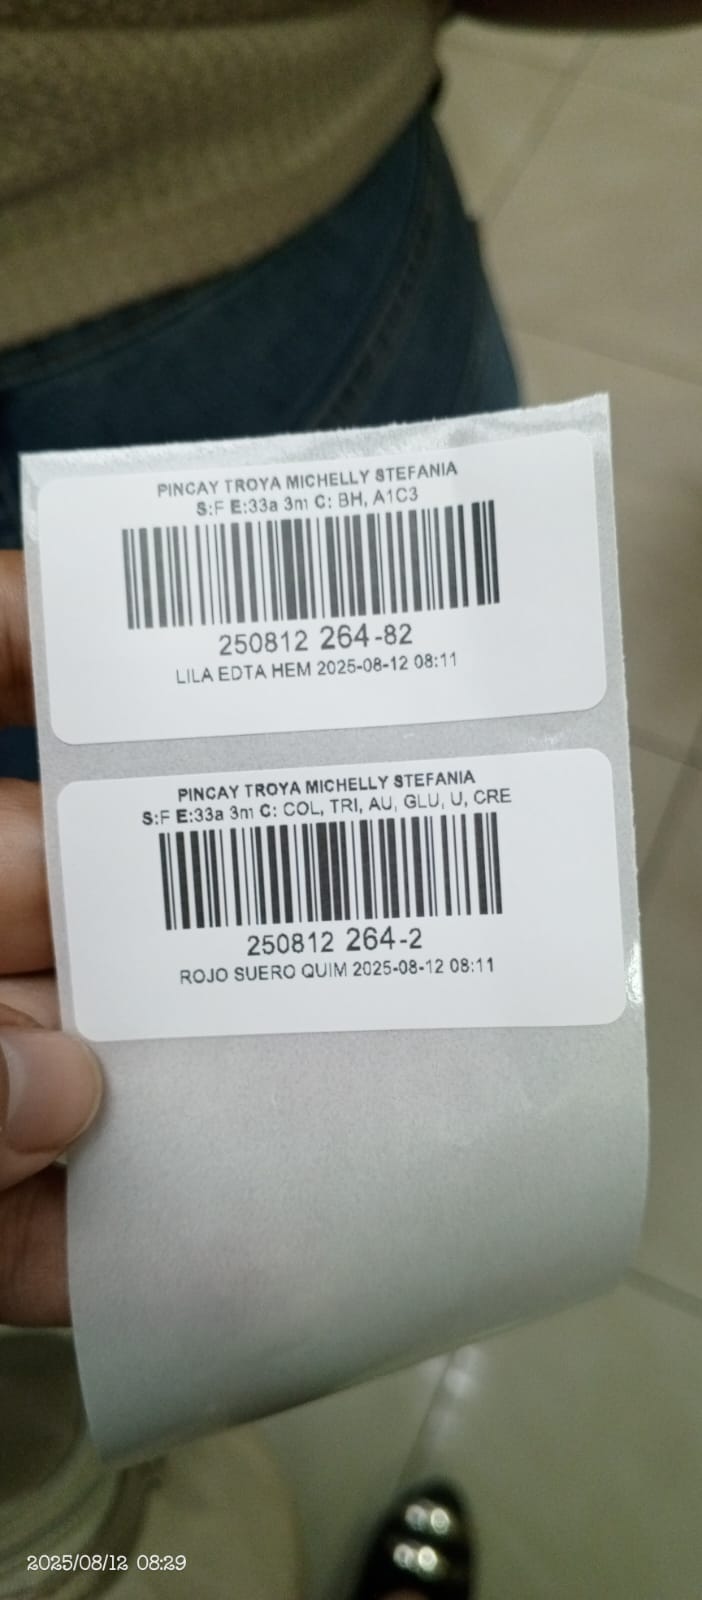 PINCAY TROYA MICHELLY STEFANIA
S:F E:33a 3m C: BH, A1C3
250812 264-82
LILA EDTA HEM 2025-08-12 08:11
PINCAY TROYA MICHELLY STEFANIA
S:F E:33a 3m C: COL, TRI, AU, GLU, U, CRE
250812 264-2
ROJO SUERO QUIM 2025-08-12 08:11
2025/08/12 08:29